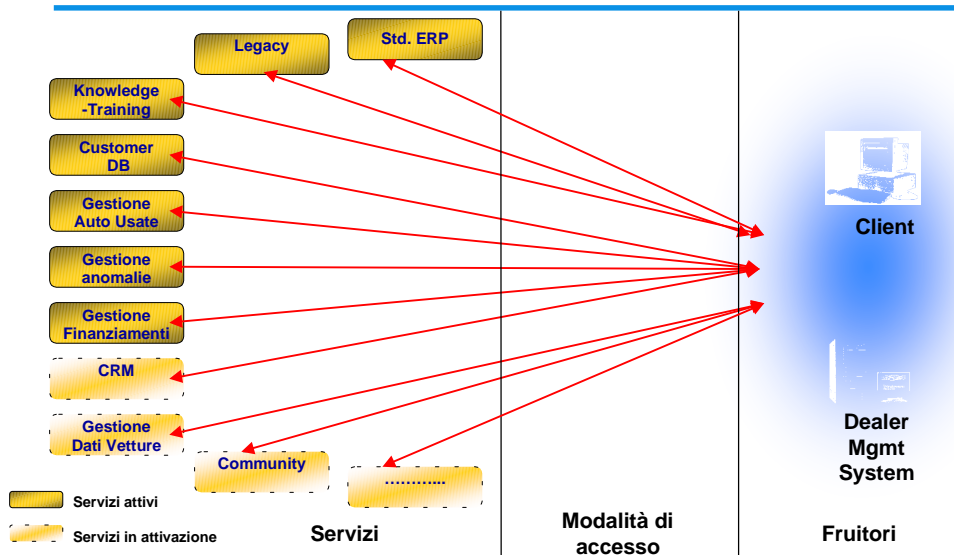 Legacy
Std. ERP
Knowledge
-Training
Customer
DB
Gestione
Auto Usate
Gestione
anomalie
Gestione
Finanziamenti
CRM
Gestione
Dati Vetture
Community
………...
Client
Dealer
Mgmt
System
Servizi attivi
Servizi in attivazione
Servizi
Modalità di
accesso
Fruitori